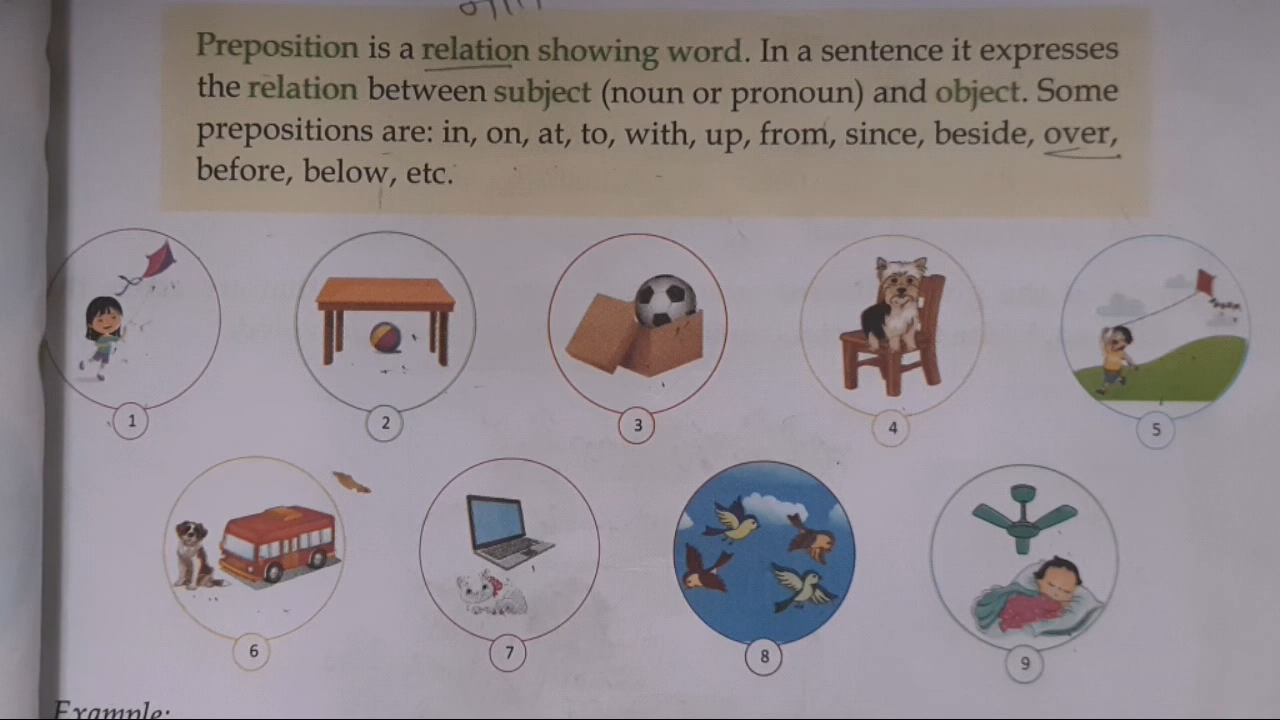 Preposition is a relation showing word. In a sentence it expresses
the relation between subject (noun or pronoun) and object. Some
prepositions are: in, on, at, to, with, up, from, since, beside, over,
before, below, etc.
1
2
3
4
5
6
7
8
9
Example: